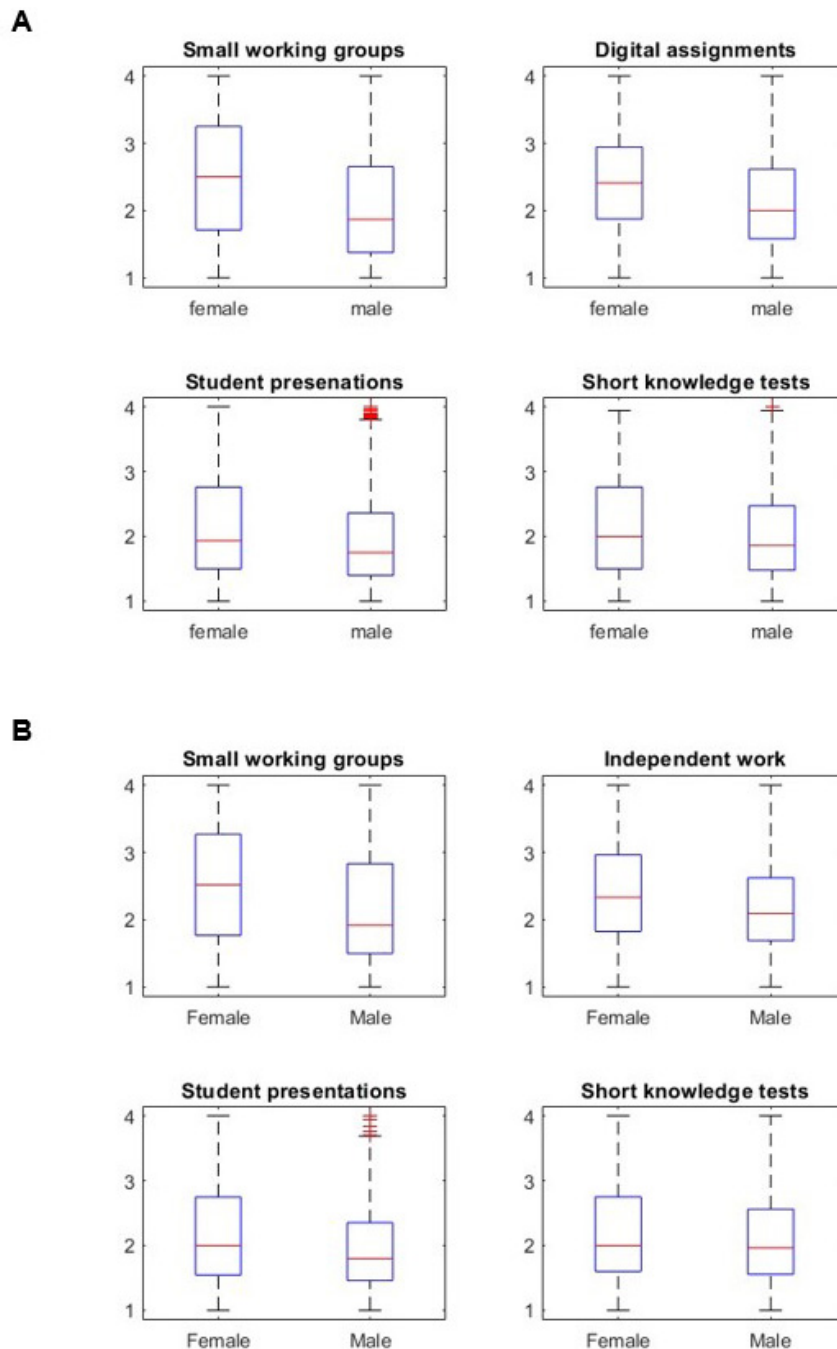 A
Small working groups
4
3
2
1
female male
Digital assignments
4
3
2
1
female male
Student presenations
4
3
2
1
female male
Short knowledge tests
4
3
2
1
female male
B
Small working groups
4
3
2
1
Female Male
Independent work
4
3
2
1
Female Male
Student presentations
4
3
2
1
Female Male
Short knowledge tests
4
3
2
1
Female Male